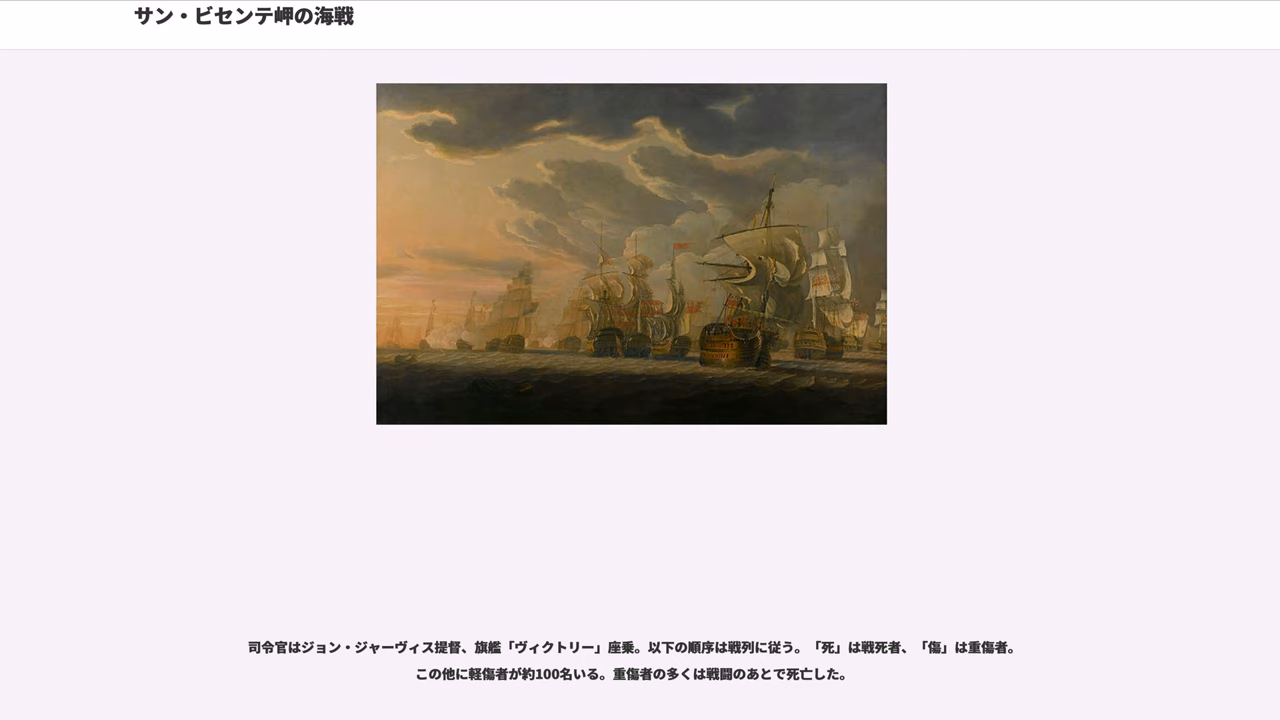 サン・ビセンテ岬の海戦
司令官はジョン・ジャーヴィス提督、旗艦「ヴィクトリー」座乗。以下の順序は戦列に従う。「死」は戦死者、「傷」は重傷者。
この他に軽傷者が約100名いる。重傷者の多くは戦闘のあとで死亡した。